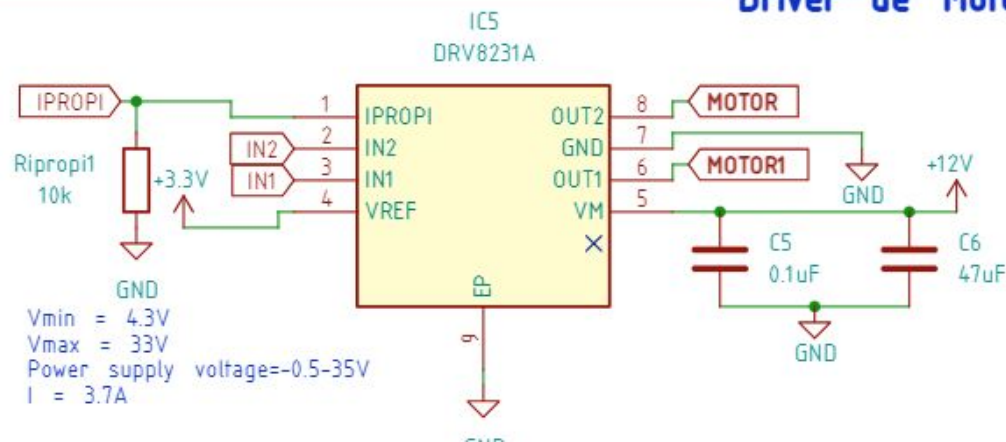 Driver de Moto
IC5
DRV8231A
IPROPI
Ripropi1
10k
+3.3V
GND
IN2
IN1
1
2
3
4
IPROPI
IN2
IN1
VREF
OUT2
GND
OUT1
VM
EP
8
7
6
5
9
MOTOR
MOTOR1
GND
+12V
C5
0.1uF
C6
47uF
GND
GND
Vmin = 4.3V
Vmax = 33V
Power supply voltage=-0.5-35V
I = 3.7A